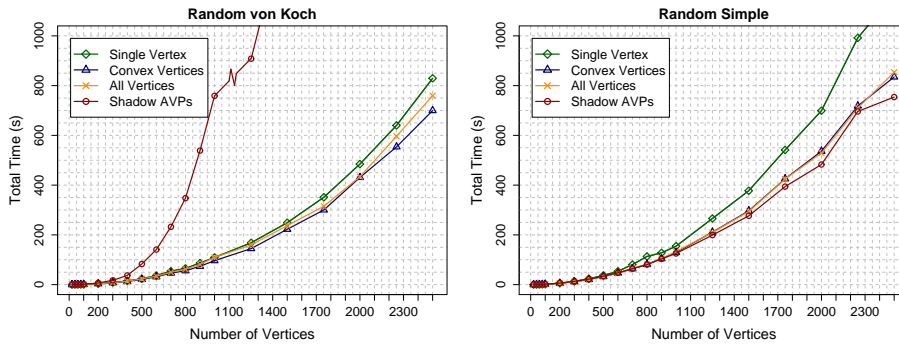 Random von Koch
Total Time (s)
0 200 400 600 800 1000
Single Vertex
Convex Vertices
All Vertices
Shadow AVPs
0 200 500 800 1100 1400 1700 2000 2300
Number of Vertices
Random Simple
Total Time (s)
0 200 400 600 800 1000
Single Vertex
Convex Vertices
All Vertices
Shadow AVPs
0 200 500 800 1100 1400 1700 2000 2300
Number of Vertices